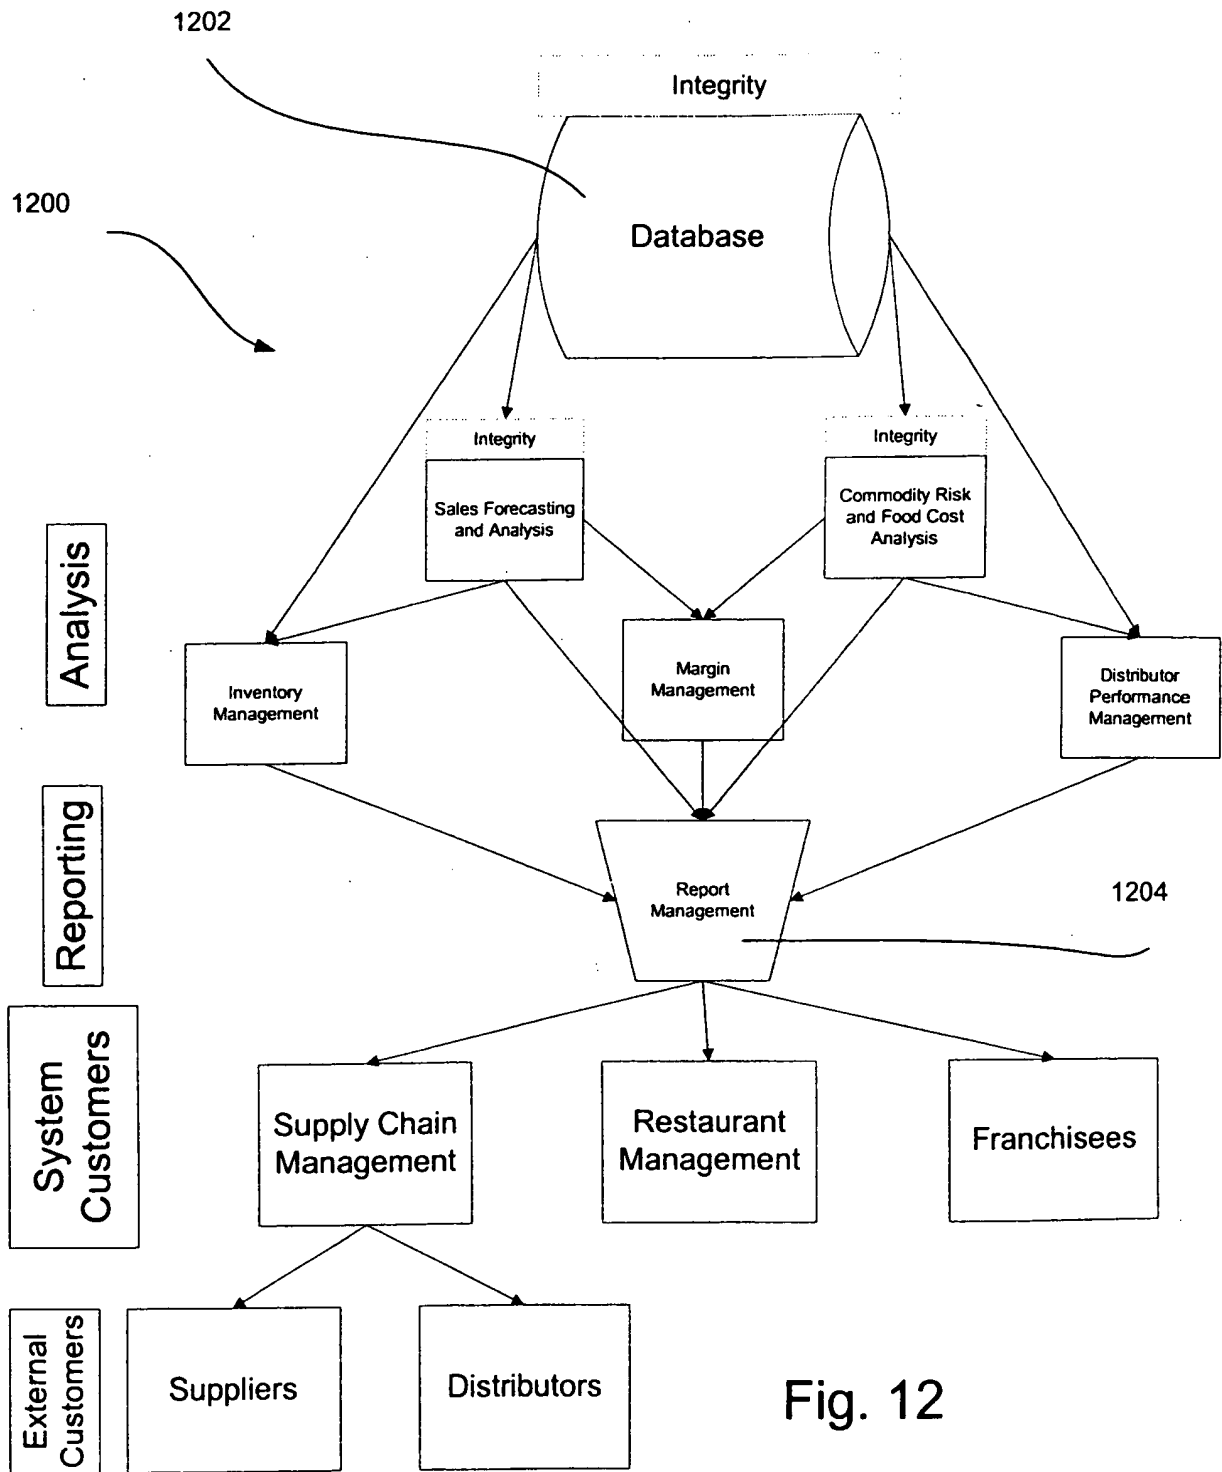 1202
Integrity
1200
Database
Integrity
Integrity
Sales Forecasting
and Analysis
Commodity Risk
and Food Cost
Analysis
Analysis
Inventory
Management
Margin
Management
Distributor
Performance
Management
Reporting
Report
Management
1204
System
Customers
Supply Chain
Management
Restaurant
Management
Franchisees
External
Customers
Suppliers
Distributors
Fig. 12